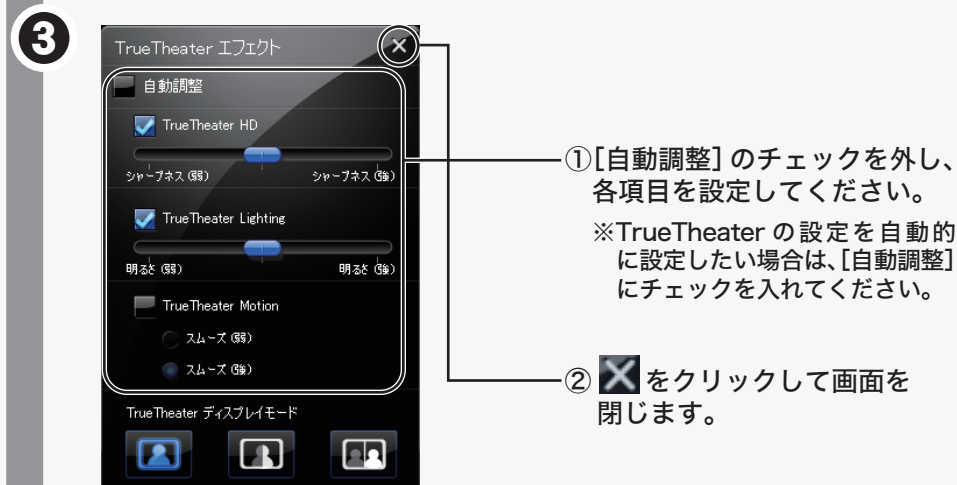 3
TrueTheater エフェクト
自動調整
TrueTheater HD
シャープネス (弱) シャープネス (強)
TrueTheater Lighting
明るさ (弱) 明るさ (強)
TrueTheater Motion
スムーズ (弱)
スムーズ (強)
TrueTheater ディスプレイモード
①[自動調整] のチェックを外し、
各項目を設定してください。
※TrueTheater の設定を自動的
に設定したい場合は、[自動調整]
にチェックを入れてください。
② をクリックして画面を
閉じます。